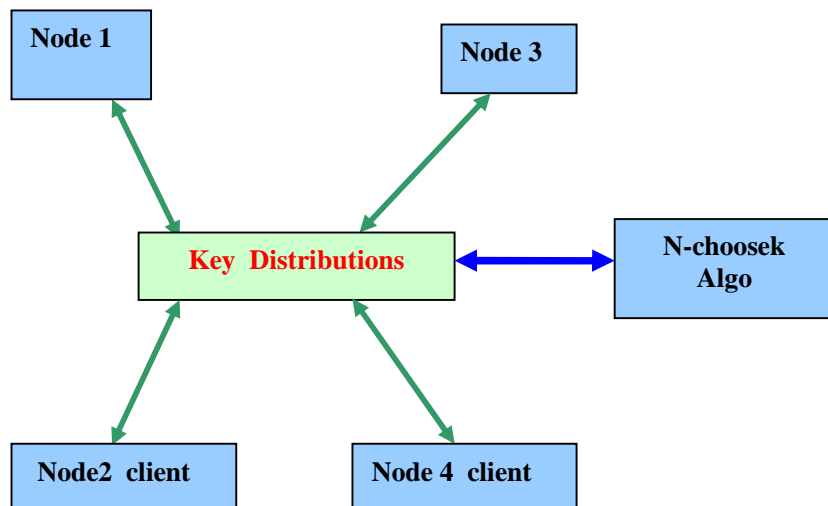 Node 1
Node 3
Key Distributions
N-choosek
Algo
Node2 client
Node 4 client